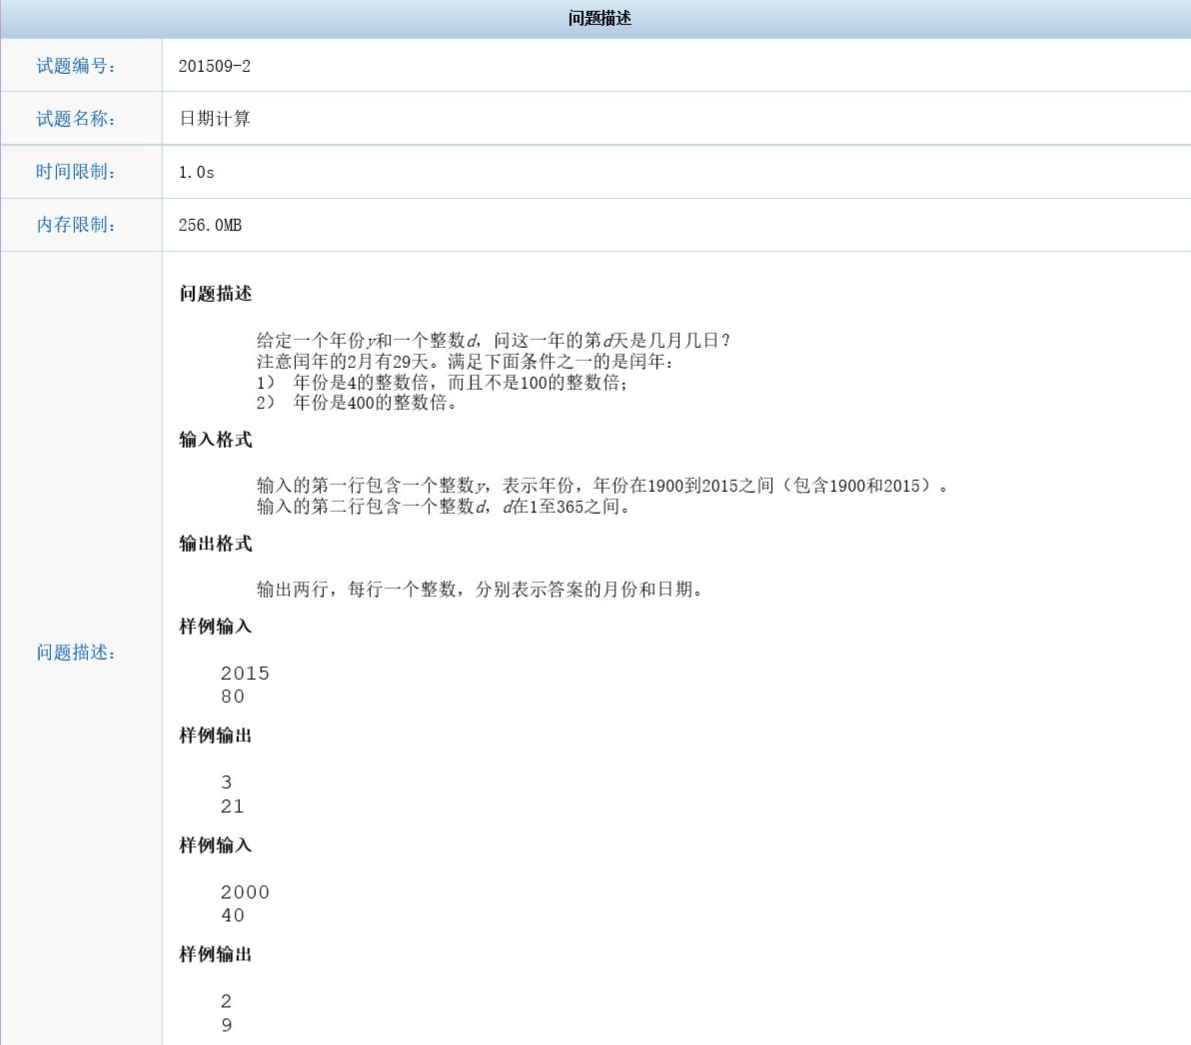 问题描述
试题编号： 201509-2
试题名称： 日期计算
时间限制： 1.0s
内存限制： 256.0MB
问题描述：
问题描述
给定一个年份y和一个整数d，问这一年的第d天是几月几日？
注意闰年的2月有29天。满足下面条件之一的是闰年：
1） 年份是4的整数倍，而且不是100的整数倍；
2） 年份是400的整数倍。
输入格式
输入的第一行包含一个整数y，表示年份，年份在1900到2015之间（包含1900和2015）。
输入的第二行包含一个整数d，d在1至365之间。
输出格式
输出两行，每行一个整数，分别表示答案的月份和日期。
样例输入
2015
80
样例输出
3
21
样例输入
2000
40
样例输出
2
9